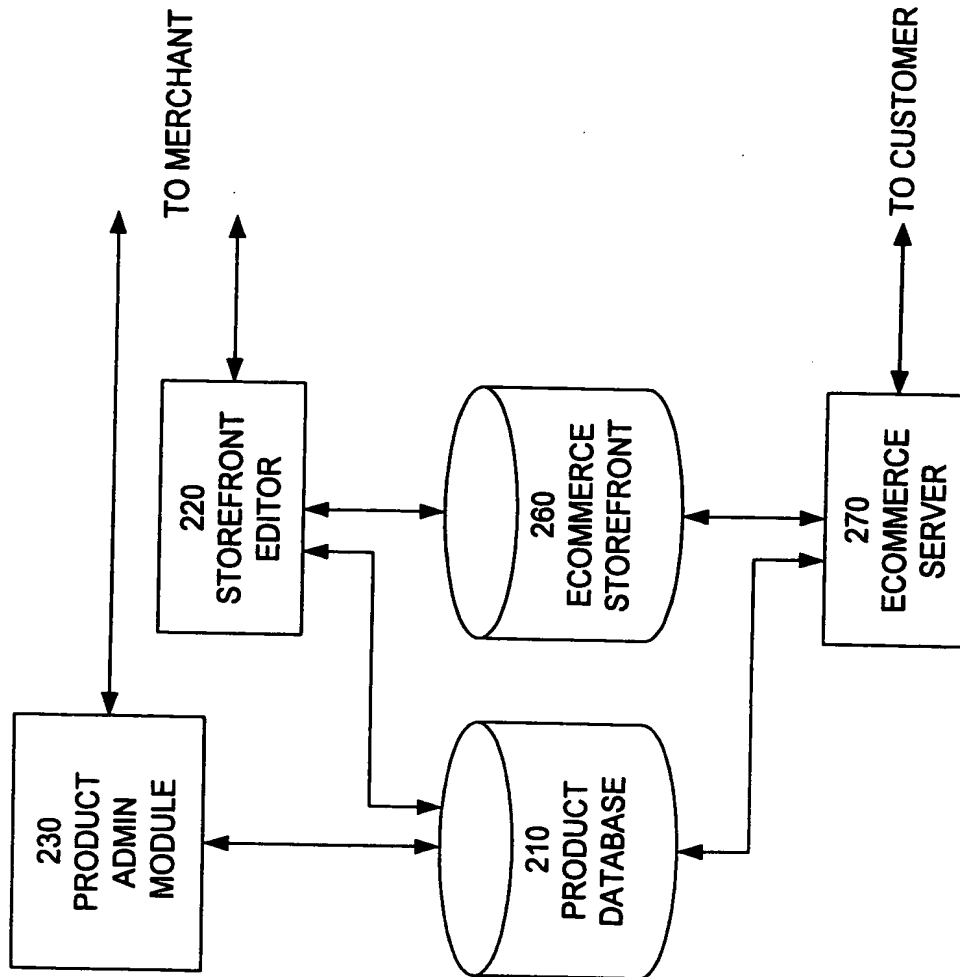 230
PRODUCT
ADMIN
MODULE
220
STOREFRONT
EDITOR
TO MERCHANT
210
PRODUCT
DATABASE
260
ECOMMERCE
STOREFRONT
270
ECOMMERCE
SERVER
TO CUSTOMER